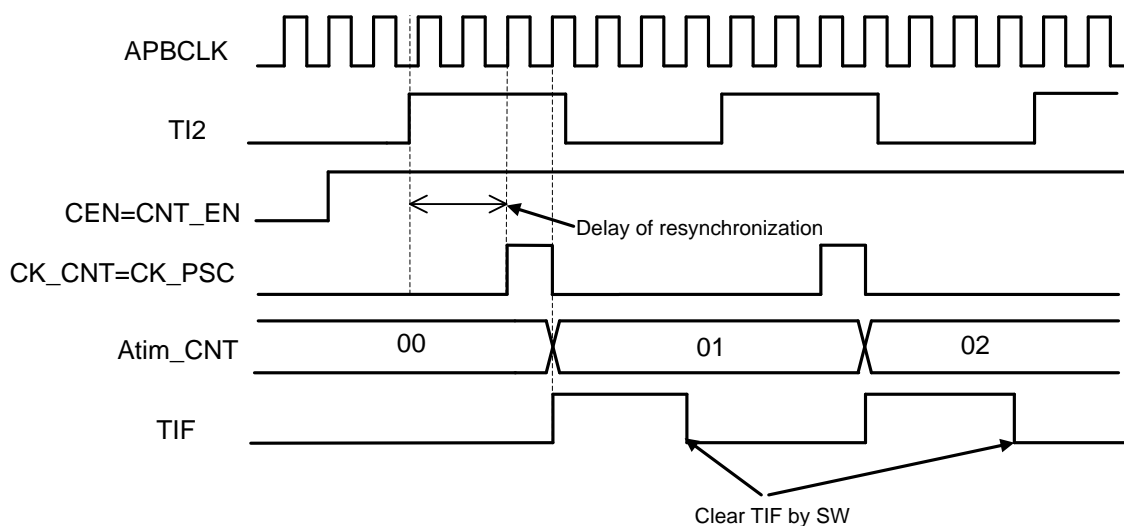 APBCLK
TI2
CEN=CNT_EN
Delay of resynchronization
CK_CNT=CK_PSC
Atim_CNT
00
01
02
TIF
Clear TIF by SW